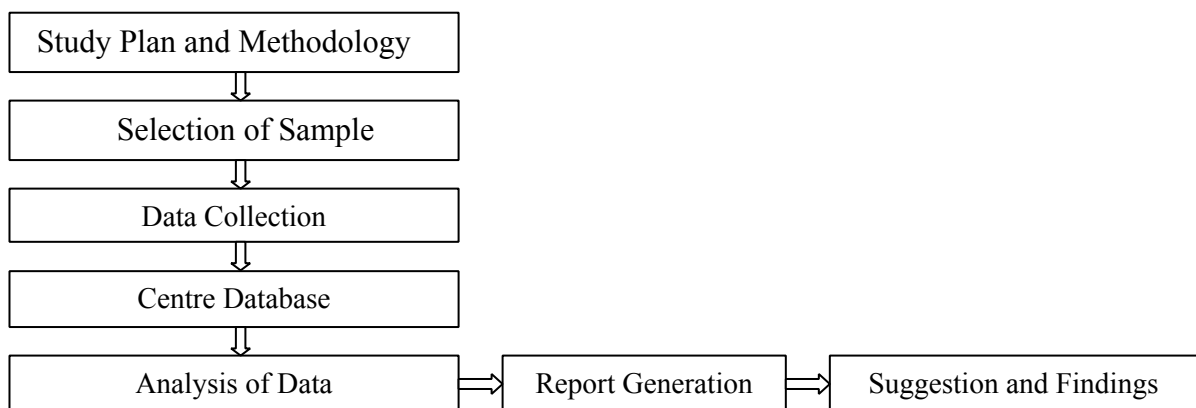 Study Plan and Methodology
Selection of Sample
Data Collection
Centre Database
Analysis of Data
Report Generation
Suggestion and Findings